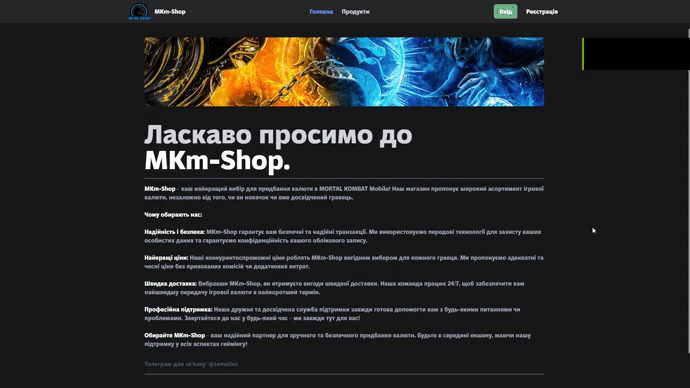 MKm-Shop
Головна
Продукти
Вхід
Реєстрація
Ласкаво просимо до
MKm-Shop.
MKm-Shop - ваш найкращий вибір для придбання валюти в MORTAL KOMBAT Mobile! Наш магазин пропонує широкий асортимент ігрової
валюти, незалежно від того, чи ви новачок чи вже досвідчений гравець.
Чому обирають нас:
Надійність і безпека: MKm-Shop гарантує вам безпечні та надійні транзакції. Ми використовуємо передові технології для захисту ваших
особистих даних та гарантуємо конфіденційність вашого облікового запису.
Найкращі ціни: Наші конкурентоспроможні ціни роблять MKm-Shop вигідним вибором для кожного гравця. Ми пропонуємо адекватні та
чесні ціни без прихованих комісій чи додаткових витрат.
Швидка доставка: Вибравши MKm-Shop, ви отримуєте вигоди швидкої доставки. Наша команда працює 24/7, щоб забезпечити вам
найшвидшу передачу ігрової валюти в найкоротший термін.
Професійна підтримка: Наша дружня та досвідчена служба підтримки завжди готова допомогти вам з будь-якими питаннями чи
проблемами. Звертайтеся до нас у будь-який час - ми завжди тут для вас!
Обирайте MKm-Shop - ваш надійний партнер для зручного та безпечного придбання валюти. Будьте в середині екшину, маючи нашу
підтримку у всіх аспектах геймінгу!
Телеграм для зв'язку: